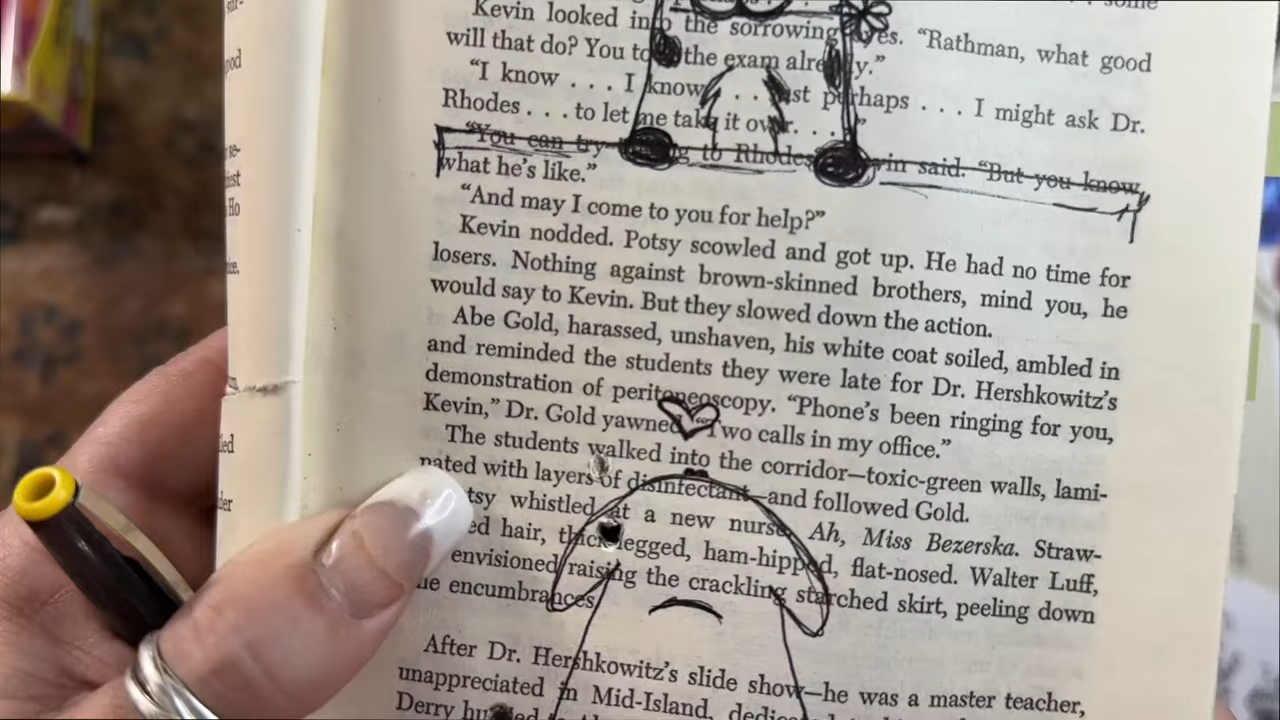 some
Kevin looked into the sorrowing eyes. “Rathman, what good
will that do? You to the exam already.”
“I know . . . I know . . . just perhaps . . . I might ask Dr.
Rhodes . . . to let me take it over. . . .”
“You can try to Rhodes,” Kevin said. “But you know
what he’s like.”
“And may I come to you for help?”
Kevin nodded. Potsy scowled and got up. He had no time for
losers. Nothing against brown-skinned brothers, mind you, he
would say to Kevin. But they slowed down the action.
Abe Gold, harassed, unshaven, his white coat soiled, ambled in
and reminded the students they were late for Dr. Hershkowitz’s
demonstration of peritoneoscopy. “Phone’s been ringing for you,
Kevin,” Dr. Gold yawned. “Two calls in my office.”
The students walked into the corridor—toxic-green walls, lami-
nated with layers of disinfectant—and followed Gold.
tsy whistled at a new nurse. Ah, Miss Bezerska. Straw-
ed hair, thick-legged, ham-hipped, flat-nosed. Walter Luff,
envisioned raising the crackling starched skirt, peeling down
he encumbrances.
After Dr. Hershkowitz’s slide show—he was a master teacher,
unappreciated in Mid-Island,
Derry